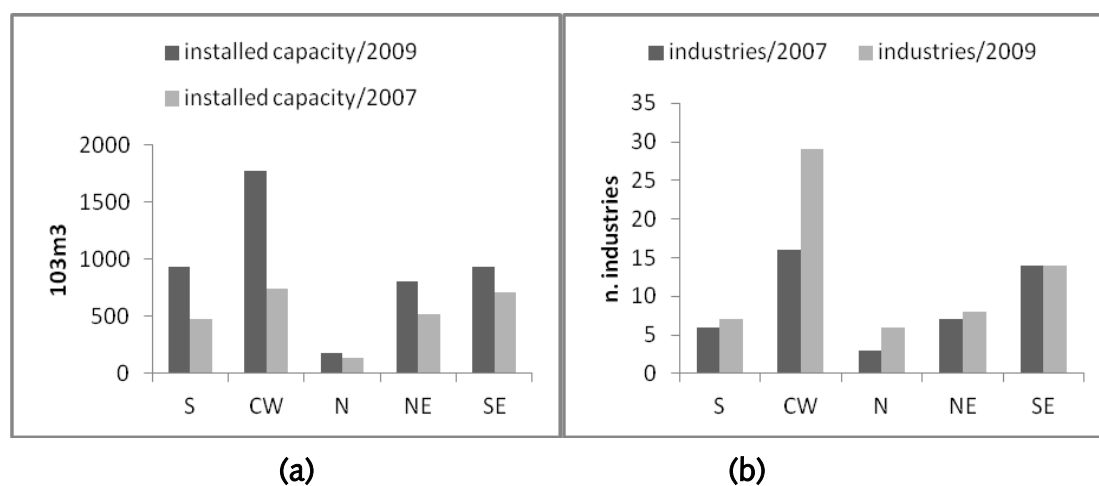 installed capacity/2009
installed capacity/2007
2000
1500
1000
500
0
103m3
S CW N NE SE
(a)
industries/2007 industries/2009
35
30
25
20
15
10
5
0
n. industries
S CW N NE SE
(b)